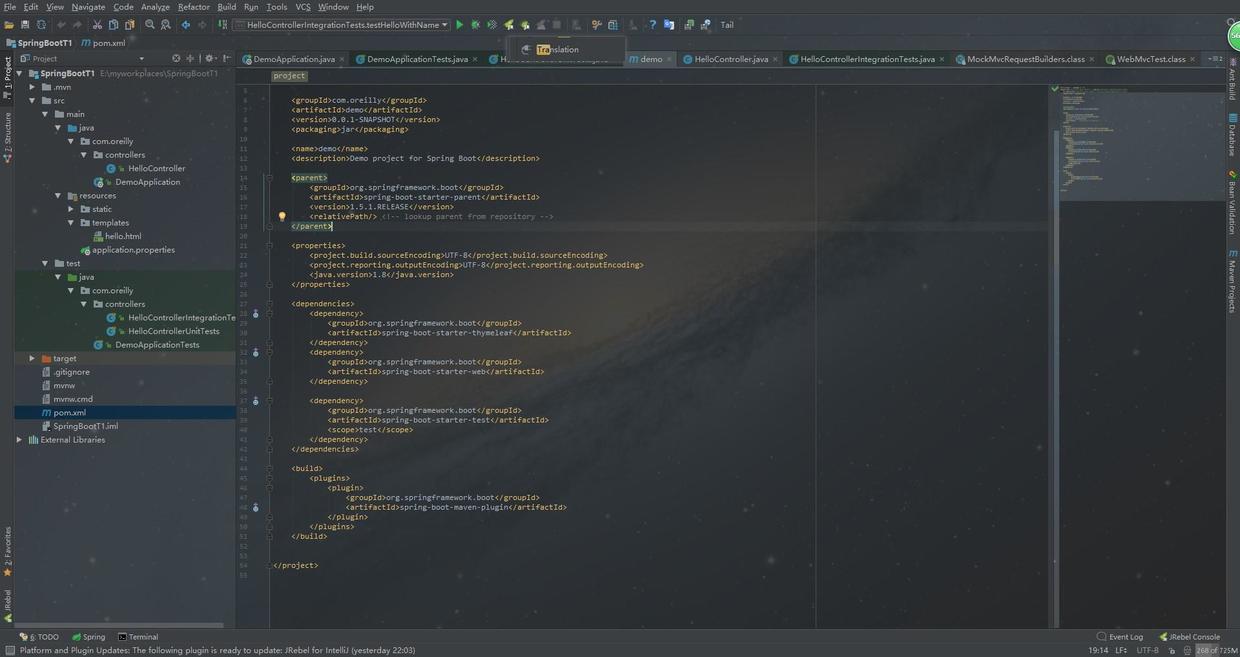 File Edit View Navigate Code Analyze Refactor Build Run Tools VCS Window Help
HelloControllerIntegrationTests.testHelloWithName
Tail
Translation
SpringBootT1
pom.xml
Project
DemoApplication.java
DemoApplicationTests.java
demo
HelloController.java
HelloControllerIntegrationTests.java
MockMvcRequestBuilders.class
WebMvcTest.class
1: Project
Z: Structure
2: Favorites
JRebel
SpringBootT1 E:\myworkplaces\SpringBootT1
.mvn
src
main
java
com.oreilly
controllers
HelloController
DemoApplication
resources
static
templates
hello.html
application.properties
test
java
com.oreilly
controllers
HelloControllerIntegrationTe
HelloControllerUnitTests
DemoApplicationTests
target
.gitignore
mvnw
mvnw.cmd
pom.xml
SpringBootT1.iml
External Libraries
project
<groupId>com.oreilly</groupId>
<artifactId>demo</artifactId>
<version>0.0.1-SNAPSHOT</version>
<packaging>jar</packaging>
<name>demo</name>
<description>Demo project for Spring Boot</description>
<parent>
<groupId>org.springframework.boot</groupId>
<artifactId>spring-boot-starter-parent</artifactId>
<version>1.5.1.RELEASE</version>
<relativePath/> <!-- lookup parent from repository -->
</parent>
<properties>
<project.build.sourceEncoding>UTF-8</project.build.sourceEncoding>
<project.reporting.outputEncoding>UTF-8</project.reporting.outputEncoding>
<java.version>1.8</java.version>
</properties>
<dependencies>
<dependency>
<groupId>org.springframework.boot</groupId>
<artifactId>spring-boot-starter-thymeleaf</artifactId>
</dependency>
<dependency>
<groupId>org.springframework.boot</groupId>
<artifactId>spring-boot-starter-web</artifactId>
</dependency>
<dependency>
<groupId>org.springframework.boot</groupId>
<artifactId>spring-boot-starter-test</artifactId>
<scope>test</scope>
</dependency>
</dependencies>
<build>
<plugins>
<plugin>
<groupId>org.springframework.boot</groupId>
<artifactId>spring-boot-maven-plugin</artifactId>
</plugin>
</plugins>
</build>
</project>
Ant Build
Database
Bean Validation
Maven Projects
6: TODO
Spring
Terminal
Event Log
JRebel Console
Platform and Plugin Updates: The following plugin is ready to update: JRebel for IntelliJ (yesterday 22:03)
19:14 LF÷ UTF-8 268 of 725M